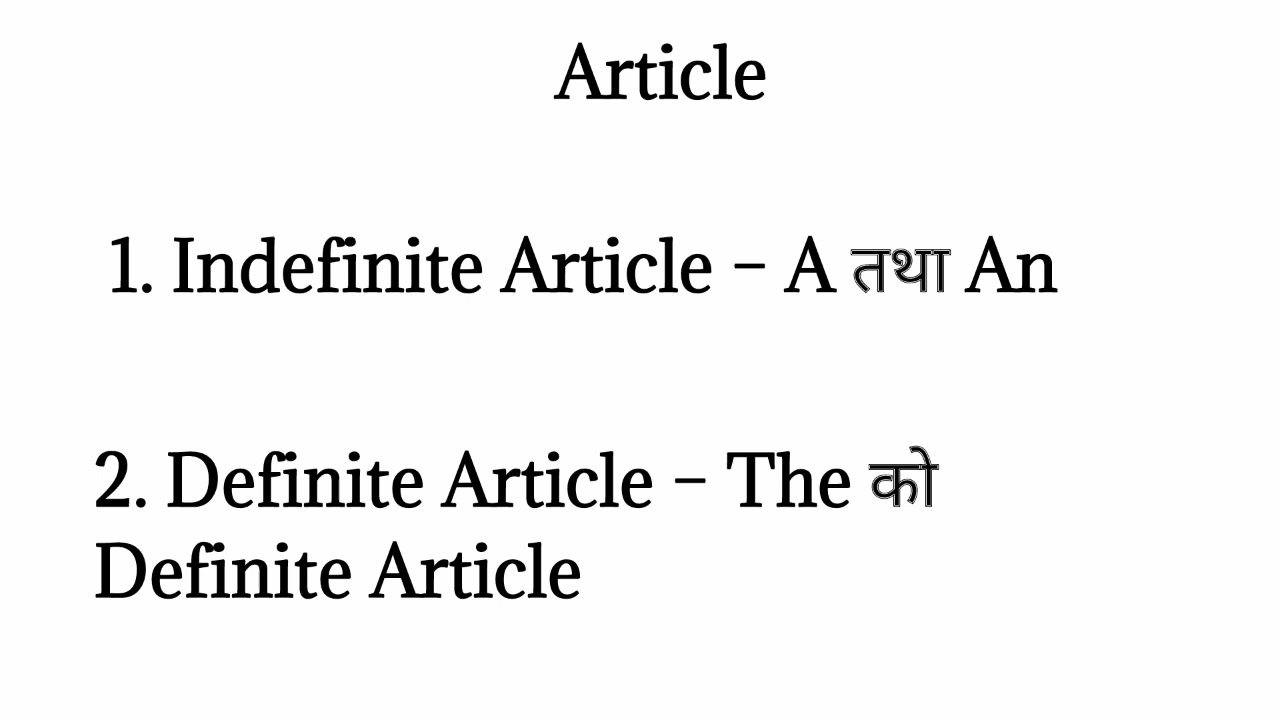 Article
1. Indefinite Article – A तथा An
2. Definite Article – The को
Definite Article